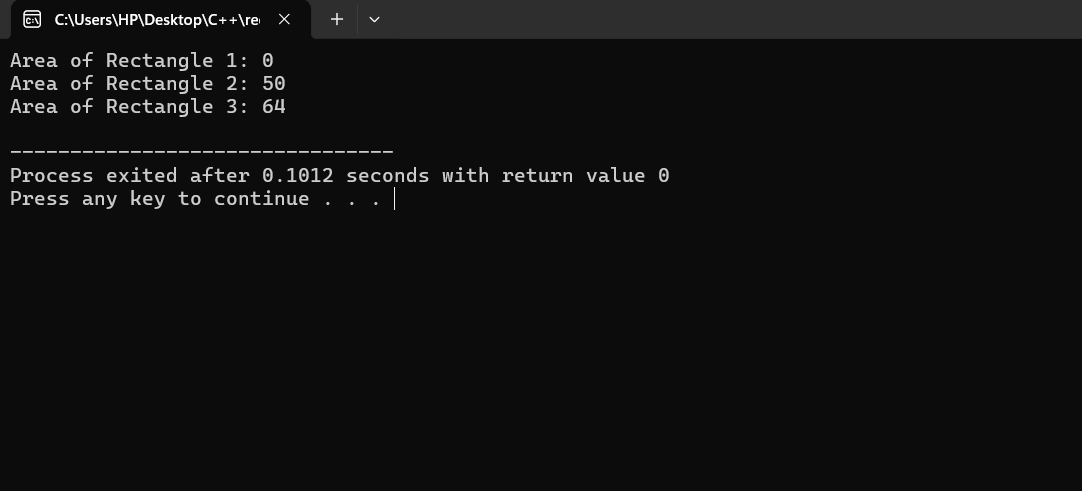 C:\Users\HP\Desktop\C++\re
Area of Rectangle 1: 0
Area of Rectangle 2: 50
Area of Rectangle 3: 64
--------------------------------
Process exited after 0.1012 seconds with return value 0
Press any key to continue . . .